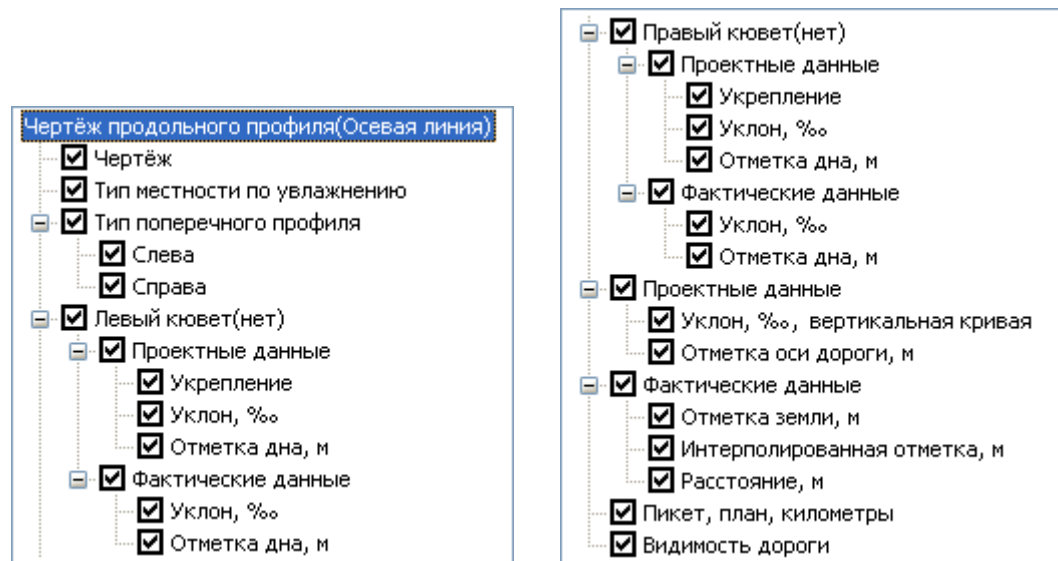 Чертёж продольного профиля(Осевая линия)
Чертёж
Тип местности по увлажнению
Тип поперечного профиля
Слева
Справа
Левый кювет(нет)
Проектные данные
Укрепление
Уклон, ‰
Отметка дна, м
Фактические данные
Уклон, ‰
Отметка дна, м
Правый кювет(нет)
Проектные данные
Укрепление
Уклон, ‰
Отметка дна, м
Фактические данные
Уклон, ‰
Отметка дна, м
Проектные данные
Уклон, ‰, вертикальная кривая
Отметка оси дороги, м
Фактические данные
Отметка земли, м
Интерполированная отметка, м
Расстояние, м
Пикет, план, километры
Видимость дороги